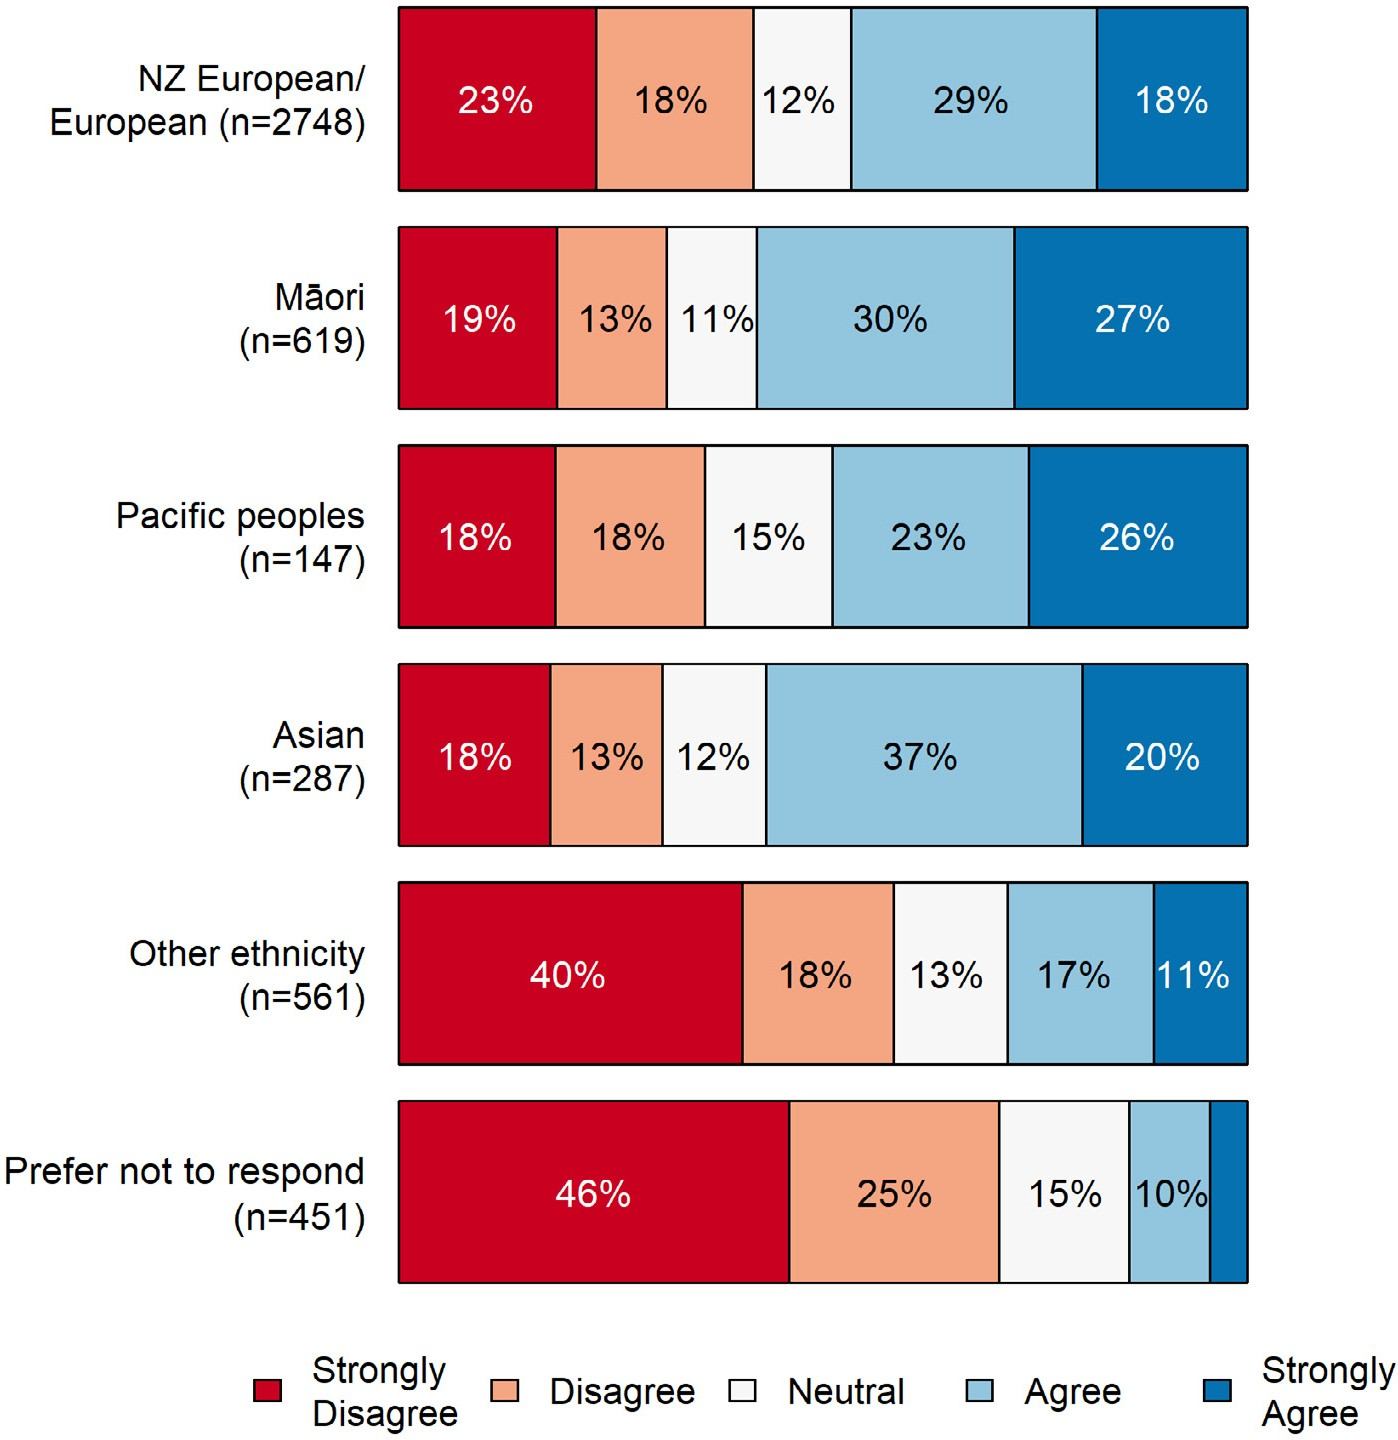 NZ European/
European (n=2748)
23% 18% 12% 29% 18%
Māori
(n=619)
19% 13% 11% 30% 27%
Pacific peoples
(n=147)
18% 18% 15% 23% 26%
Asian
(n=287)
18% 13% 12% 37% 20%
Other ethnicity
(n=561)
40% 18% 13% 17% 11%
Prefer not to respond
(n=451)
46% 25% 15% 10%
Strongly
Disagree
Disagree
Neutral
Agree
Strongly
Agree